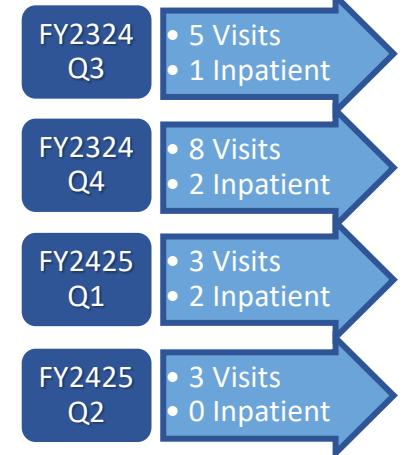 FY2324
Q3
• 5 Visits
• 1 Inpatient
FY2324
Q4
• 8 Visits
• 2 Inpatient
FY2425
Q1
• 3 Visits
• 2 Inpatient
FY2425
Q2
• 3 Visits
• 0 Inpatient